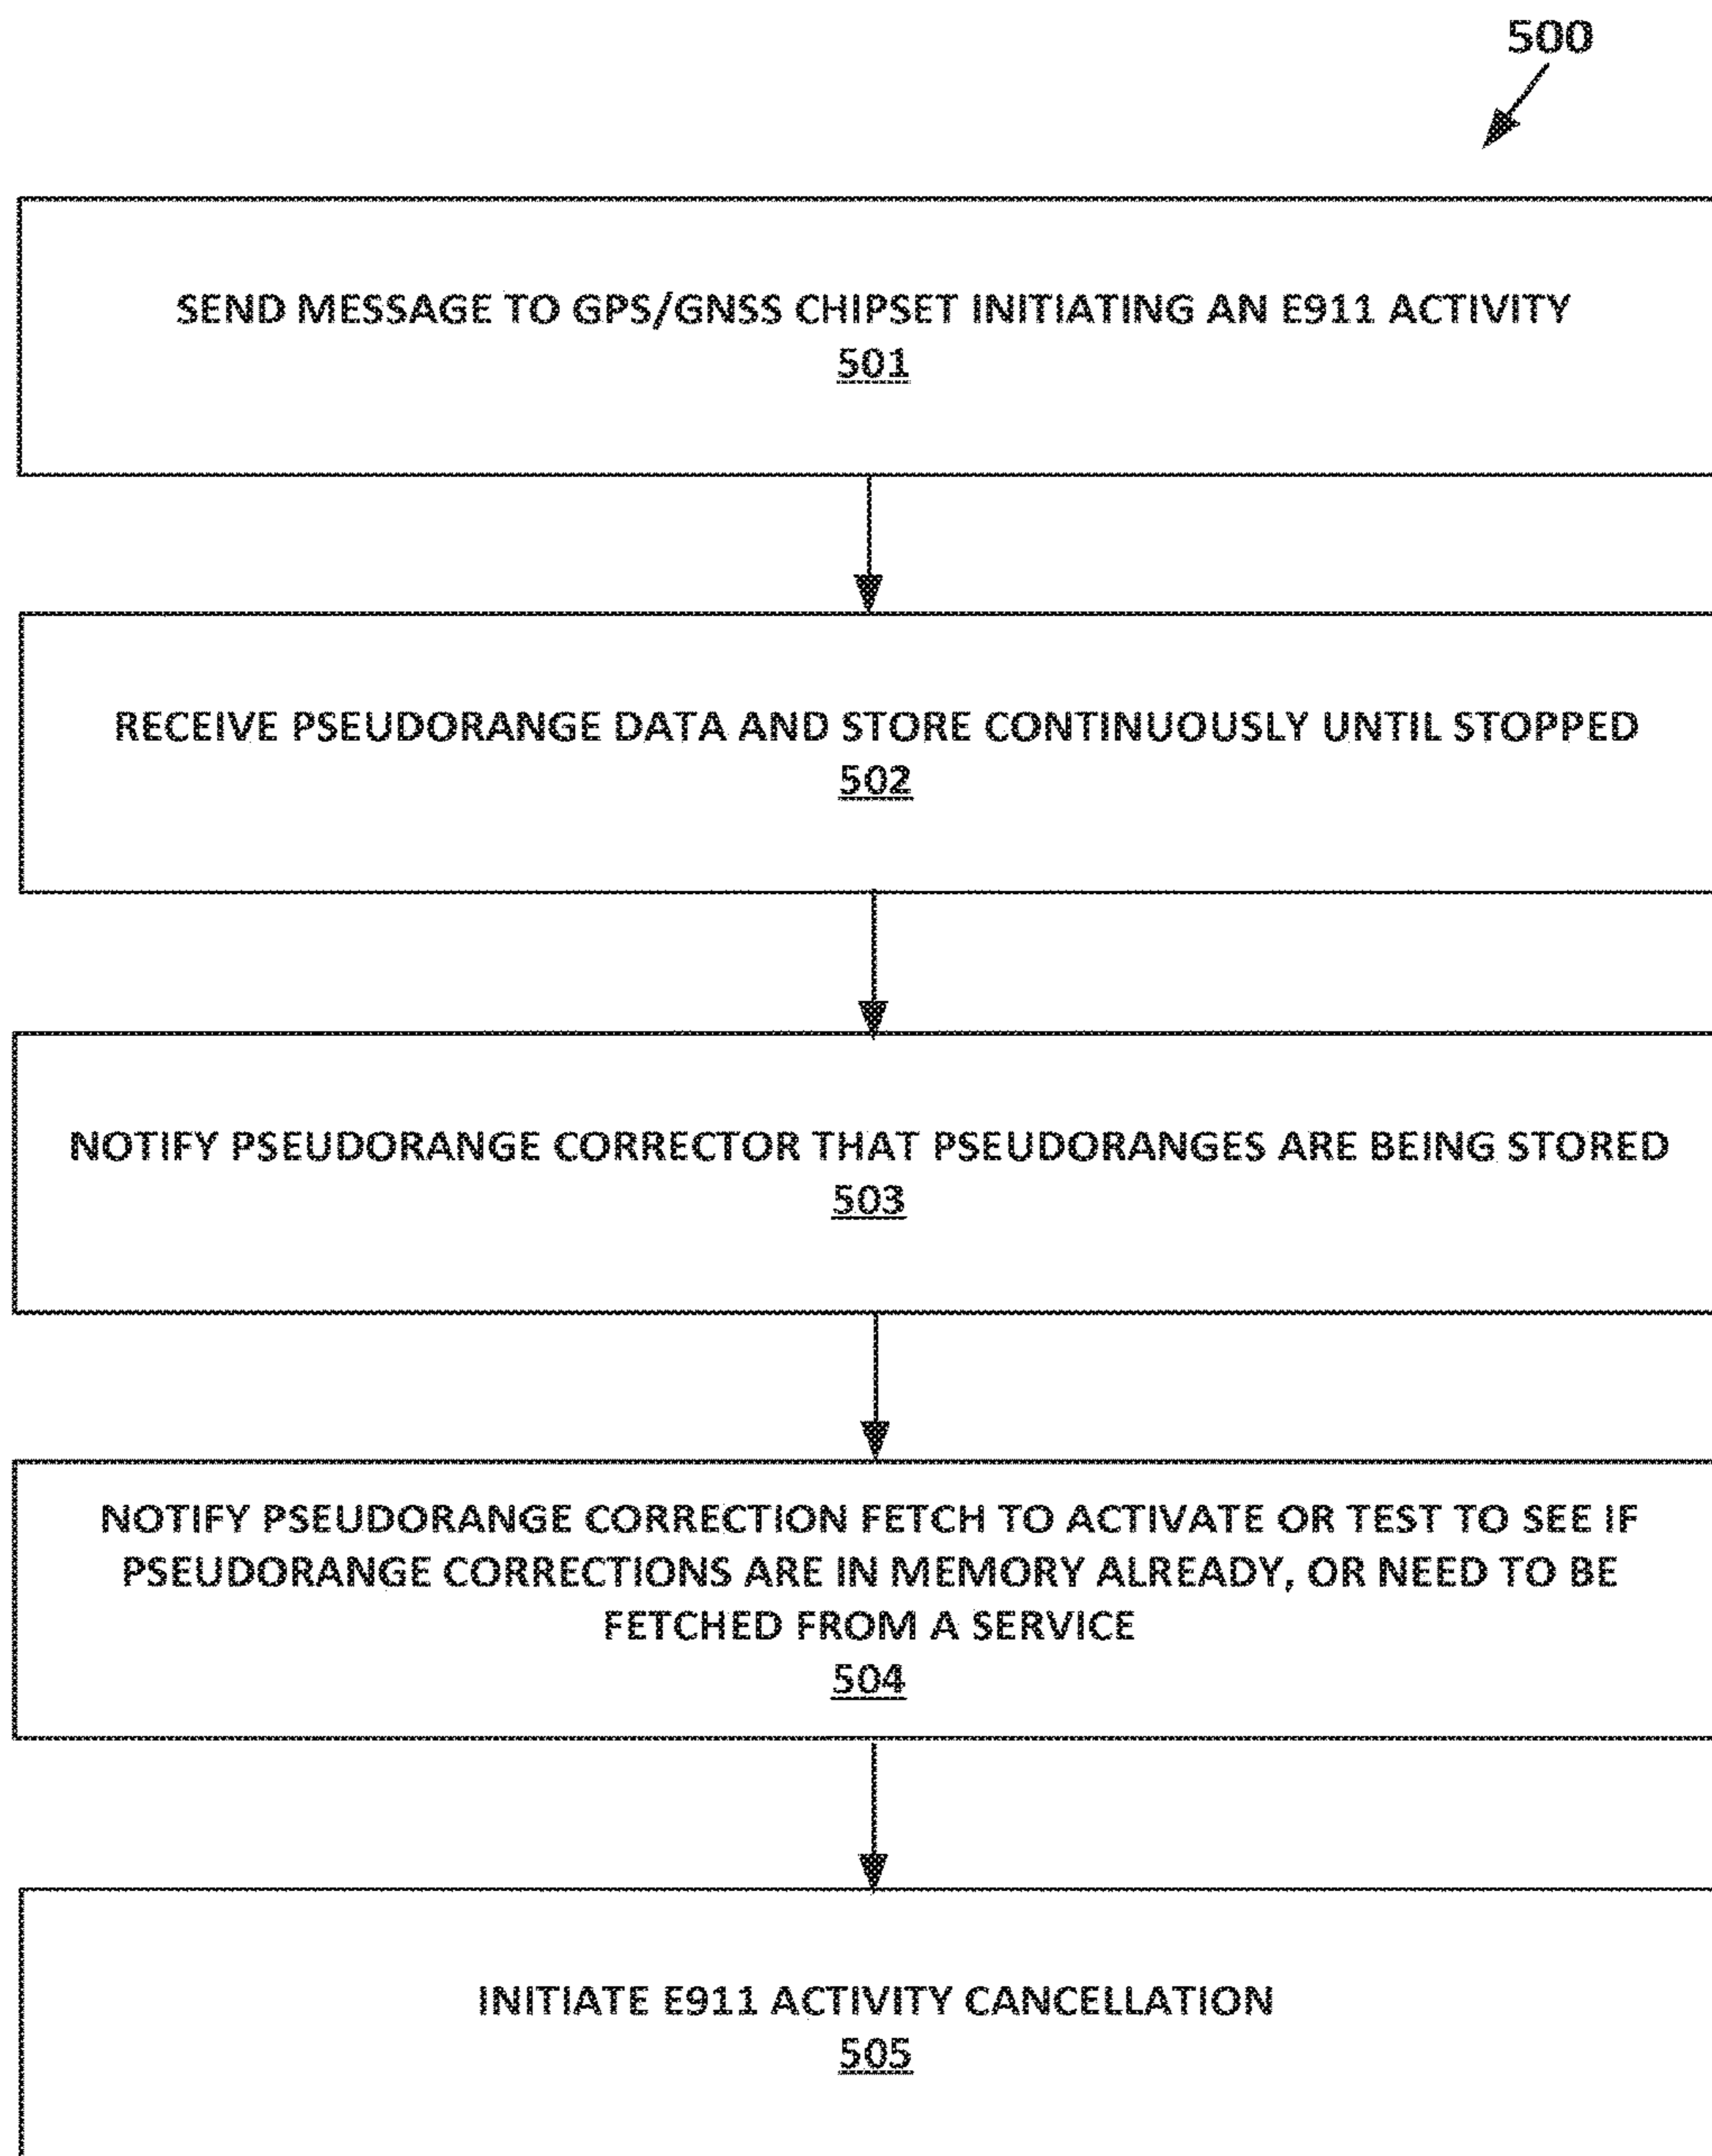 500
SEND MESSAGE TO GPS/GNSS CHIPSET INITIATING AN E911 ACTIVITY
501
RECEIVE PSEUDORANGE DATA AND STORE CONTINUOUSLY UNTIL STOPPED
502
NOTIFY PSEUDORANGE CORRECTOR THAT PSEUDORANGES ARE BEING STORED
503
NOTIFY PSEUDORANGE CORRECTION FETCH TO ACTIVATE OR TEST TO SEE IF
PSEUDORANGE CORRECTIONS ARE IN MEMORY ALREADY, OR NEED TO BE
FETCHED FROM A SERVICE
504
INITIATE E911 ACTIVITY CANCELLATION
505